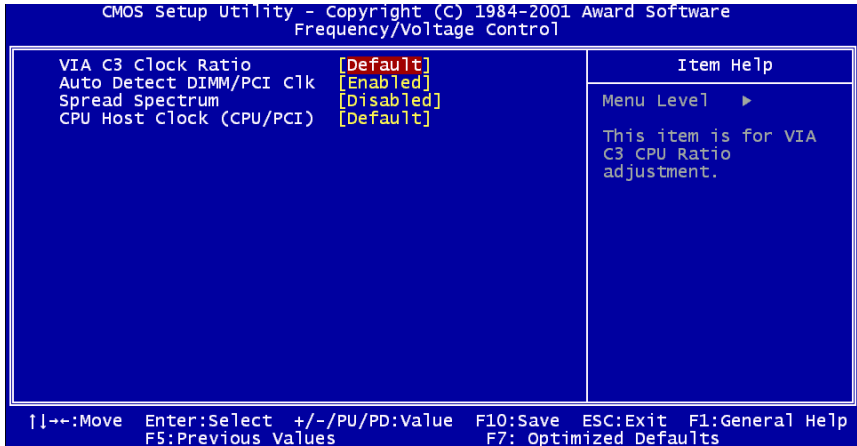 CMOS Setup Utility – Copyright (C) 1984-2001 Award Software
Frequency/Voltage Control
VIA C3 Clock Ratio [Default]
Auto Detect DIMM/PCI Clk [Enabled]
Spread Spectrum [Disabled]
CPU Host Clock (CPU/PCI) [Default]
Item Help
Menu Level ►
This item is for VIA
C3 CPU Ratio
adjustment.
↑↓→←:Move Enter:Select +/-/PU/PD:Value F10:Save ESC:Exit F1:General Help
F5:Previous Values F7: Optimized Defaults